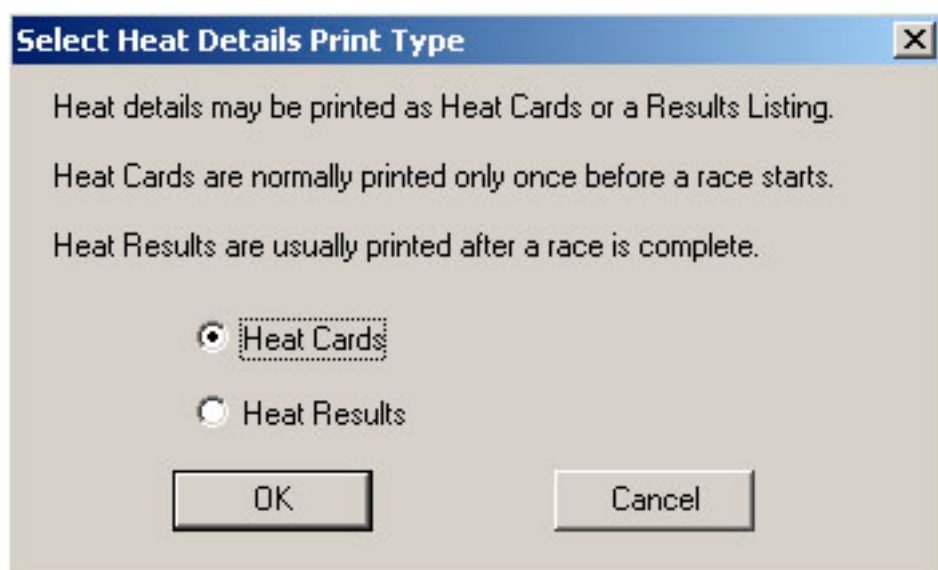 Select Heat Details Print Type
Heat details may be printed as Heat Cards or a Results Listing.
Heat Cards are normally printed only once before a race starts.
Heat Results are usually printed after a race is complete.
Heat Cards
Heat Results
OK Cancel